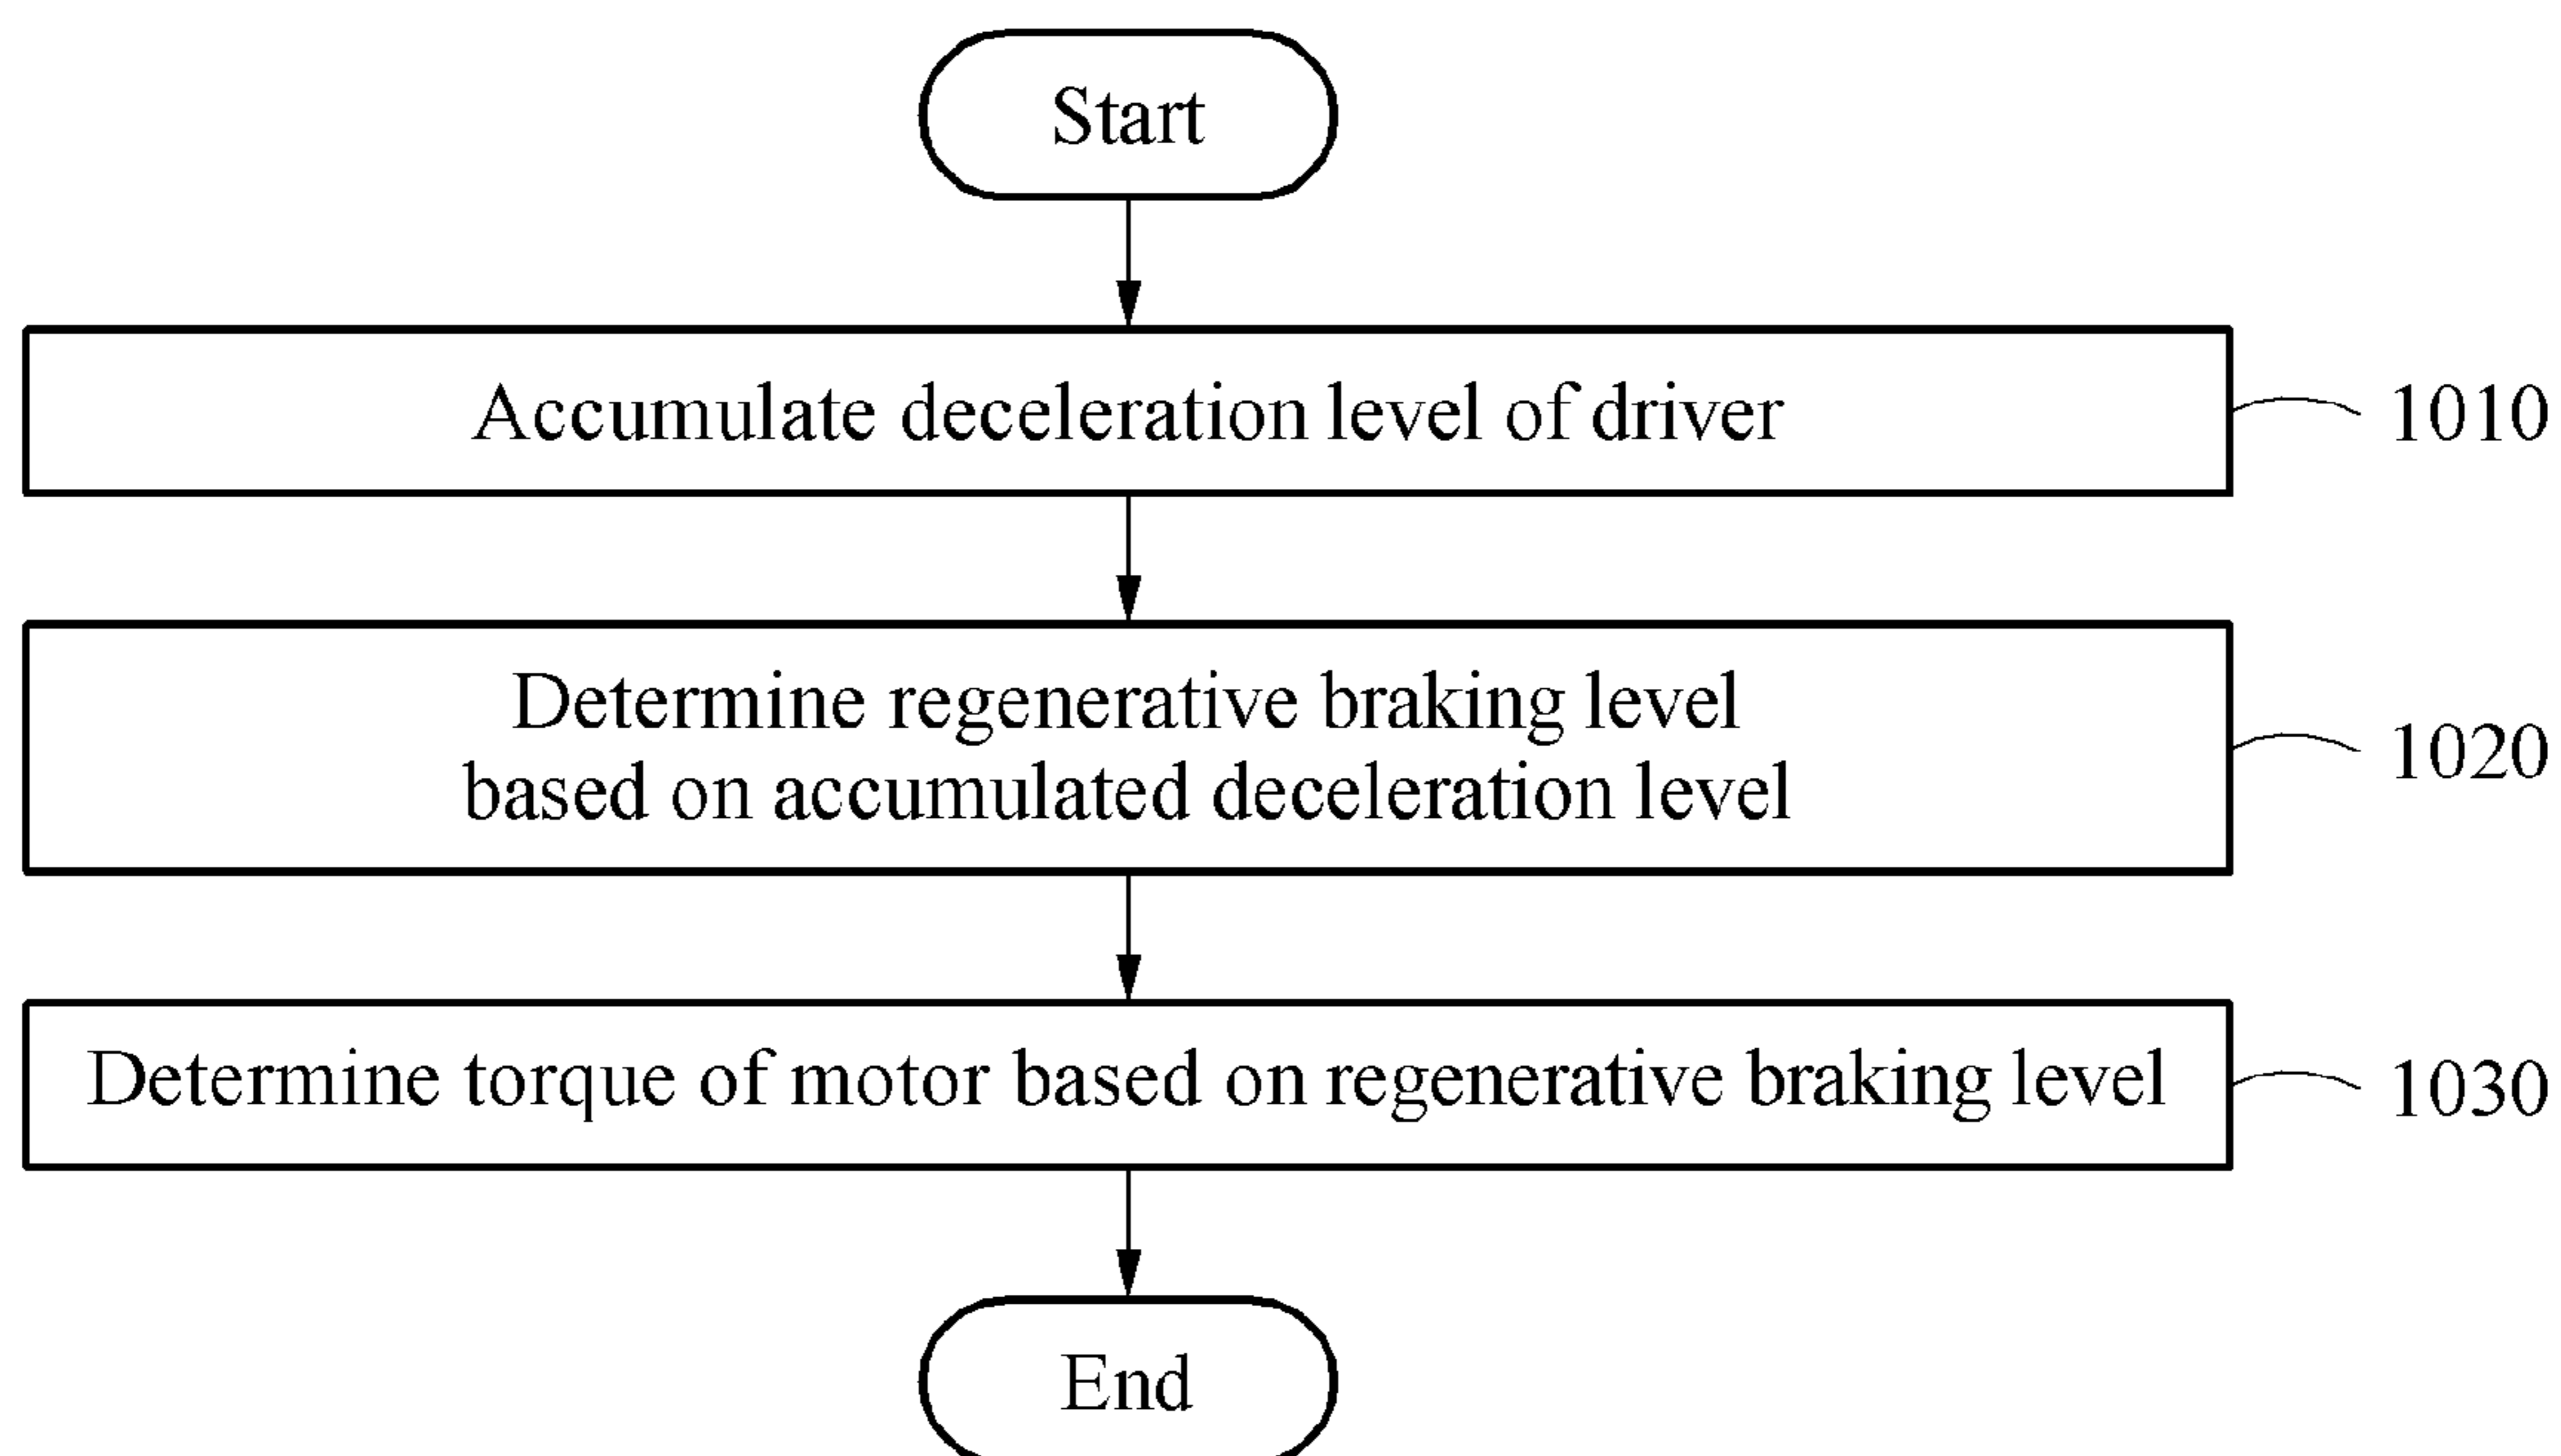 Start
Accumulate deceleration level of driver
1010
Determine regenerative braking level
based on accumulated deceleration level
1020
Determine torque of motor based on regenerative braking level
1030
End